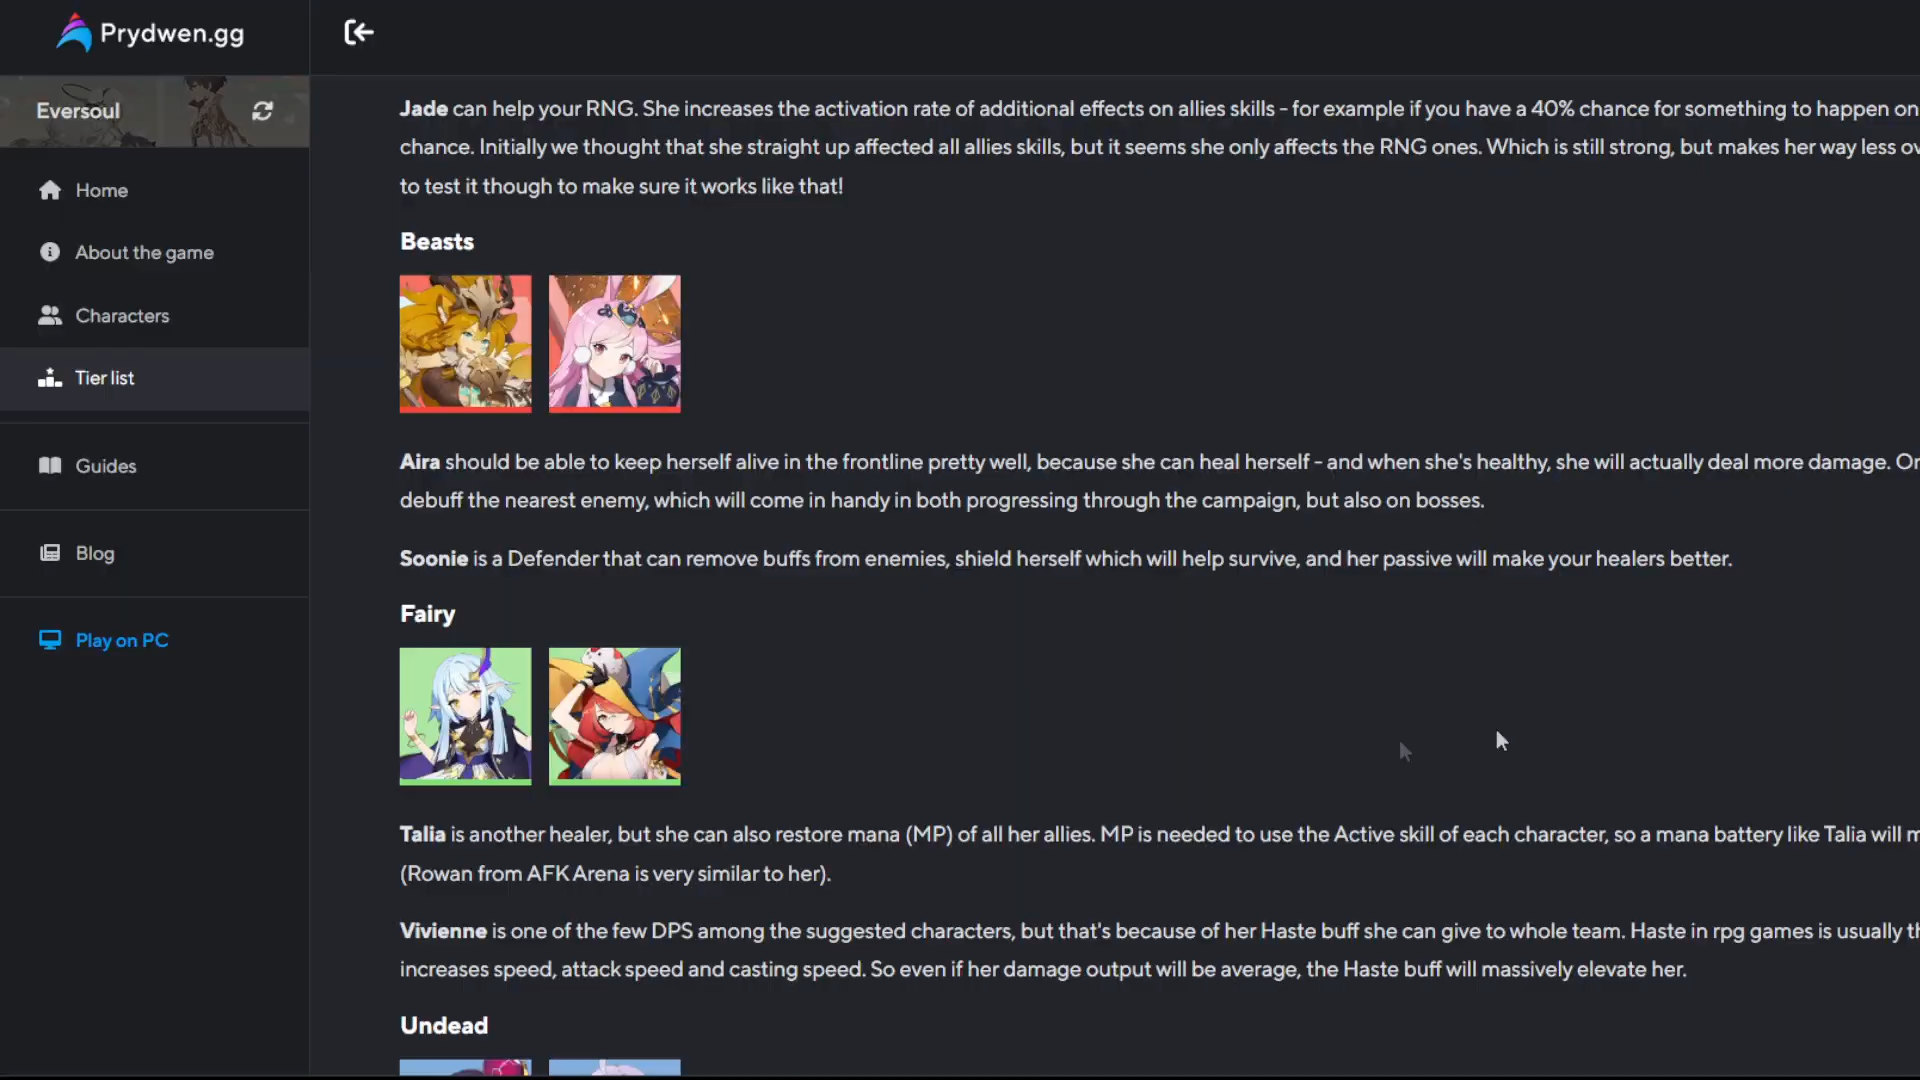 Prydwen.gg
Eversoul
Home
About the game
Characters
Tier list
Guides
Blog
Play on PC
Jade can help your RNG. She increases the activation rate of additional effects on allies skills - for example if you have a 40% chance for something to happen on
chance. Initially we thought that she straight up affected all allies skills, but it seems she only affects the RNG ones. Which is still strong, but makes her way less
to test it though to make sure it works like that!
Beasts
Aira should be able to keep herself alive in the frontline pretty well, because she can heal herself - and when she's healthy, she will actually deal more damage.
debuff the nearest enemy, which will come in handy in both progressing through the campaign, but also on bosses.
Soonie is a Defender that can remove buffs from enemies, shield herself which will help survive, and her passive will make your healers better.
Fairy
Talia is another healer, but she can also restore mana (MP) of all her allies. MP is needed to use the Active skill of each character, so a mana battery like Talia will
(Rowan from AFK Arena is very similar to her).
Vivienne is one of the few DPS among the suggested characters, but that's because of her Haste buff she can give to whole team. Haste in rpg games is usually
increases speed, attack speed and casting speed. So even if her damage output will be average, the Haste buff will massively elevate her.
Undead